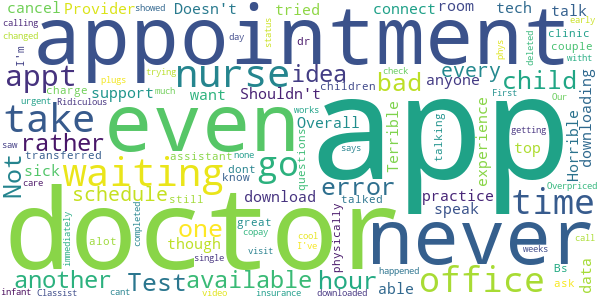 cancel Provider Doesn't tried connect room tech talk early
changed calling showed day dr status trying plugs much check phys deleted clinic couple witht
I'm appointment
appt nurse idea every child
support charge want Shouldn't children anyone
urgent Ridiculous First Our
take even app bad downloading
transferred works getting
saw rather Overall Terrible talking experience top Horrible
Not sick assistant none questions says
care waiting go error practice time
dont know download
schedule still talked physically speak Overpriced
one though great copay
immediately alot completed single visit cool I've weeks call
doctor never
another Test available hour happened able office Bs ask data
infant Classist cant video insurance downloaded